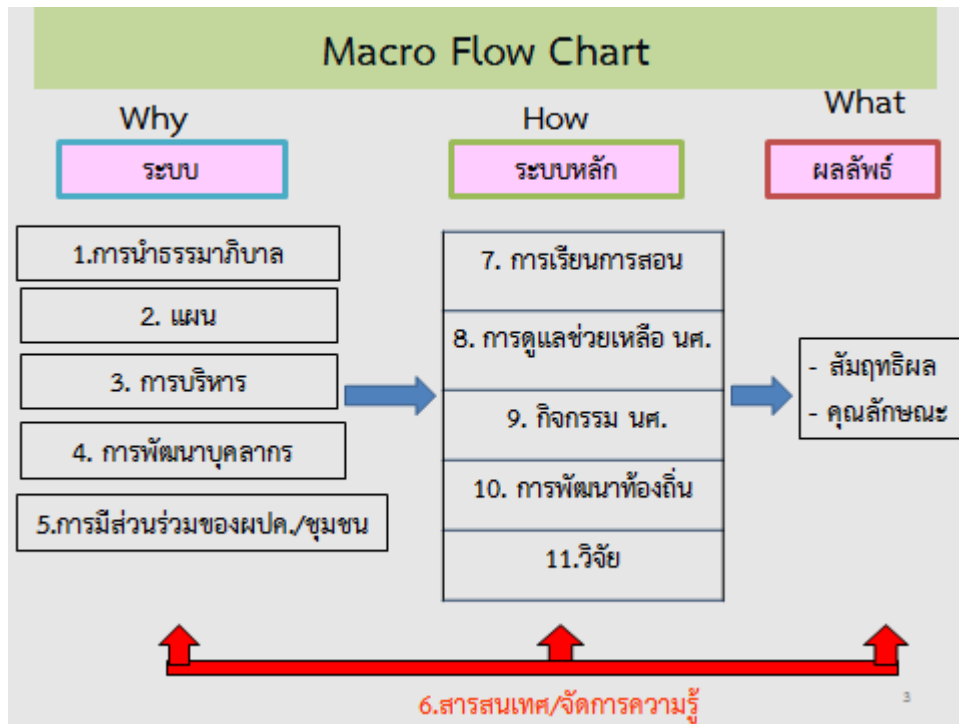 Macro Flow Chart
Why
How
What
ระบบ
ระบบหลัก
ผลลัพธ์
1.การนำธรรมาภิบาล
2. แผน
3. การบริหาร
4. การพัฒนาบุคลากร
5.การมีส่วนร่วมของผปค./ชุมชน
7. การเรียนการสอน
8. การดูแลช่วยเหลือ นศ.
9. กิจกรรม นศ.
10. การพัฒนาท้องถิ่น
11.วิจัย
- สัมฤทธิผล
- คุณลักษณะ
6.สารสนเทศ/จัดการความรู้
3